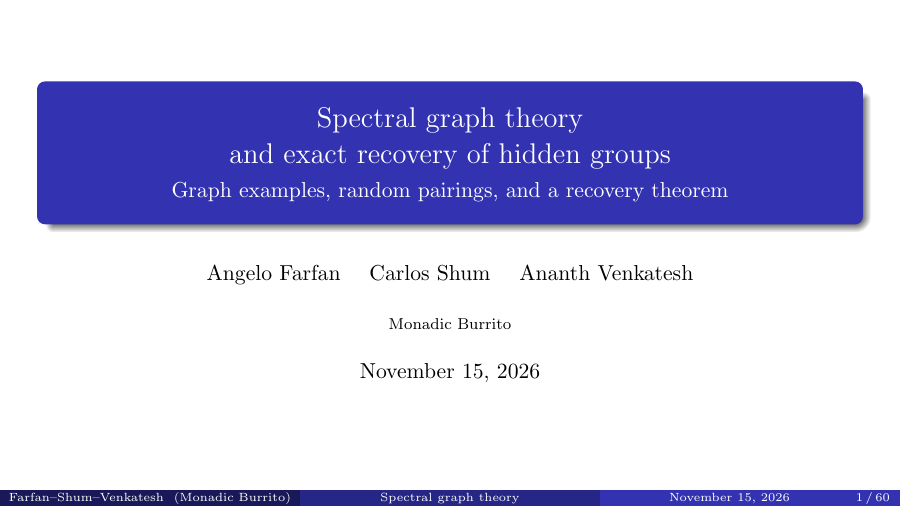 Spectral graph theory
and exact recovery of hidden groups
Graph examples, random pairings, and a recovery theorem
Angelo Farfan Carlos Shum Ananth Venkatesh
Monadic Burrito
November 15, 2026
Farfan–Shum–Venkatesh (Monadic Burrito) Spectral graph theory November 15, 2026 1 / 60